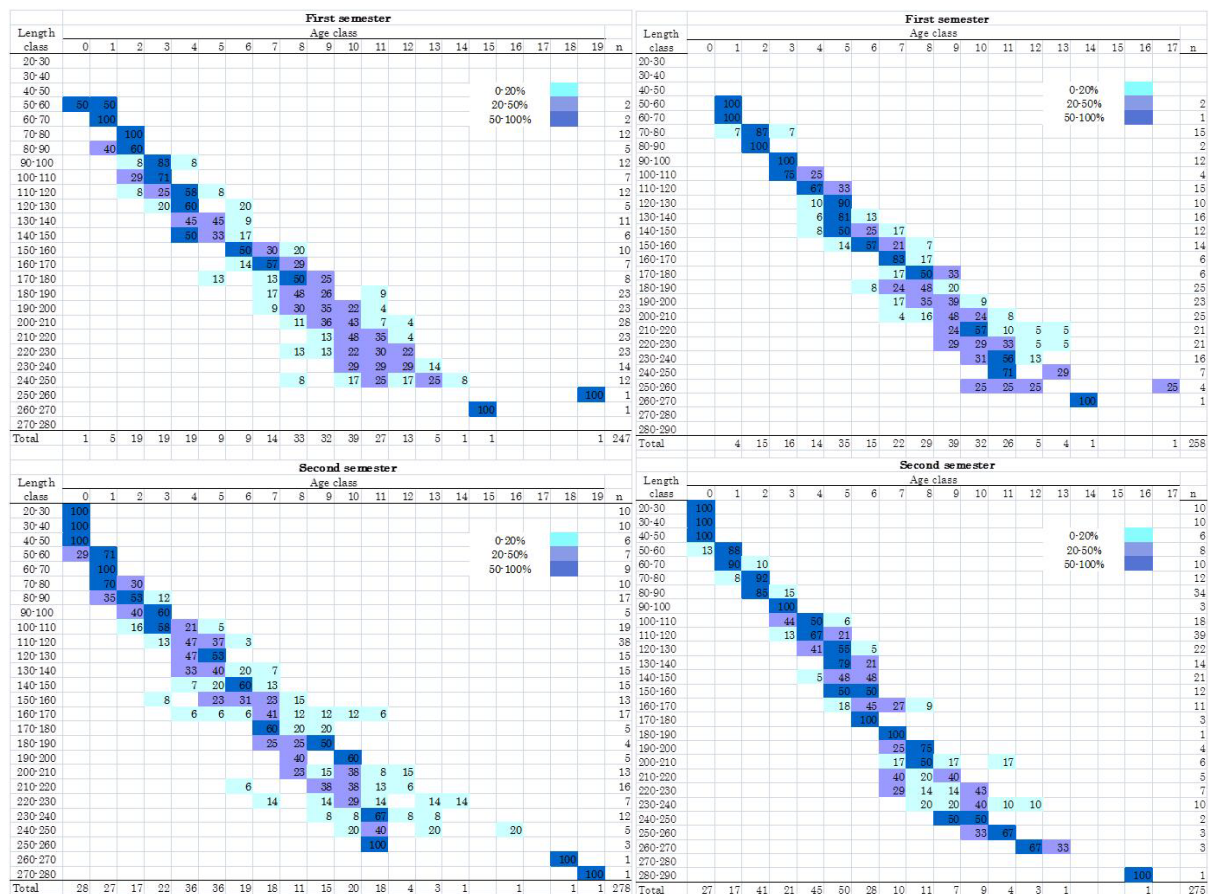 First semester
Length Age class
class 0 1 2 3 4 5 6 7 8 9 10 11 12 13 14 15 16 17 18 19 n
20-30
30-40
40-50 0-20%
50-60 50 50 20-50% 2
60-70 100 50-100% 2
70-80 100 12
80-90 40 60 5
90-100 8 83 8 12
100-110 29 71 7
110-120 8 25 58 8 12
120-130 20 60 20 5
130-140 45 45 9 11
140-150 50 33 17 6
150-160 50 30 20 10
160-170 14 57 29 7
170-180 13 13 50 25 8
180-190 17 48 26 9 23
190-200 9 30 35 22 4 23
200-210 11 36 43 7 4 28
210-220 13 48 35 4 23
220-230 13 13 22 30 22 23
230-240 29 29 29 14 14
240-250 8 17 25 17 25 8 12
250-260 100 1
260-270 100 1
270-280
Total 1 5 19 19 19 9 9 14 33 32 39 27 13 5 1 1 1 247
First semester
Length Age class
class 0 1 2 3 4 5 6 7 8 9 10 11 12 13 14 15 16 17 n
20-30
30-40
40-50 0-20%
50-60 100 20-50% 2
60-70 100 50-100% 1
70-80 7 87 7 15
80-90 100 2
90-100 100 12
100-110 75 25 4
110-120 67 33 15
120-130 10 90 10
130-140 6 81 13 16
140-150 8 50 25 17 12
150-160 14 57 21 7 14
160-170 83 17 6
170-180 17 50 33 6
180-190 8 24 48 20 25
190-200 17 35 39 9 23
200-210 4 16 48 24 8 25
210-220 24 57 10 5 5 21
220-230 29 29 33 5 5 21
230-240 31 56 13 16
240-250 71 29 7
250-260 25 25 25 25 4
260-270 100 1
270-280
280-290
Total 4 15 16 14 35 15 22 29 39 32 26 5 4 1 1 258
Second semester
Length Age class
class 0 1 2 3 4 5 6 7 8 9 10 11 12 13 14 15 16 17 18 19 n
20-30 100 10
30-40 100 10
40-50 100 0-20% 6
50-60 29 71 20-50% 7
60-70 100 50-100% 9
70-80 70 30 10
80-90 35 53 12 17
90-100 40 60 5
100-110 16 58 21 5 19
110-120 13 47 37 3 38
120-130 47 53 15
130-140 33 40 20 7 15
140-150 7 20 60 13 15
150-160 8 23 31 23 15 13
160-170 6 6 6 41 12 12 12 6 17
170-180 60 20 20 5
180-190 25 25 50 4
190-200 40 60 5
200-210 23 15 38 8 15 13
210-220 6 38 38 13 6 16
220-230 14 14 29 14 14 14 7
230-240 8 8 67 8 8 12
240-250 20 40 20 20 5
250-260 100 3
260-270 100 1
270-280 100 1
Total 28 27 17 22 36 36 19 18 11 15 20 18 4 3 1 1 1 1 278
Second semester
Length Age class
class 0 1 2 3 4 5 6 7 8 9 10 11 12 13 14 15 16 17 n
20-30 100 10
30-40 100 10
40-50 100 0-20% 6
50-60 13 88 20-50% 8
60-70 90 10 50-100% 10
70-80 8 92 12
80-90 85 15 34
90-100 100 3
100-110 44 50 6 18
110-120 13 67 21 39
120-130 41 55 5 22
130-140 79 21 14
140-150 5 48 48 21
150-160 50 50 12
160-170 18 45 27 9 11
170-180 100 3
180-190 100 1
190-200 25 75 4
200-210 17 50 17 17 6
210-220 40 20 40 5
220-230 29 14 14 43 7
230-240 20 20 40 10 10 10
240-250 50 50 2
250-260 33 67 3
260-270 67 33 3
270-280
280-290 100 1
Total 27 17 41 21 45 50 28 10 11 7 9 4 3 1 1 275